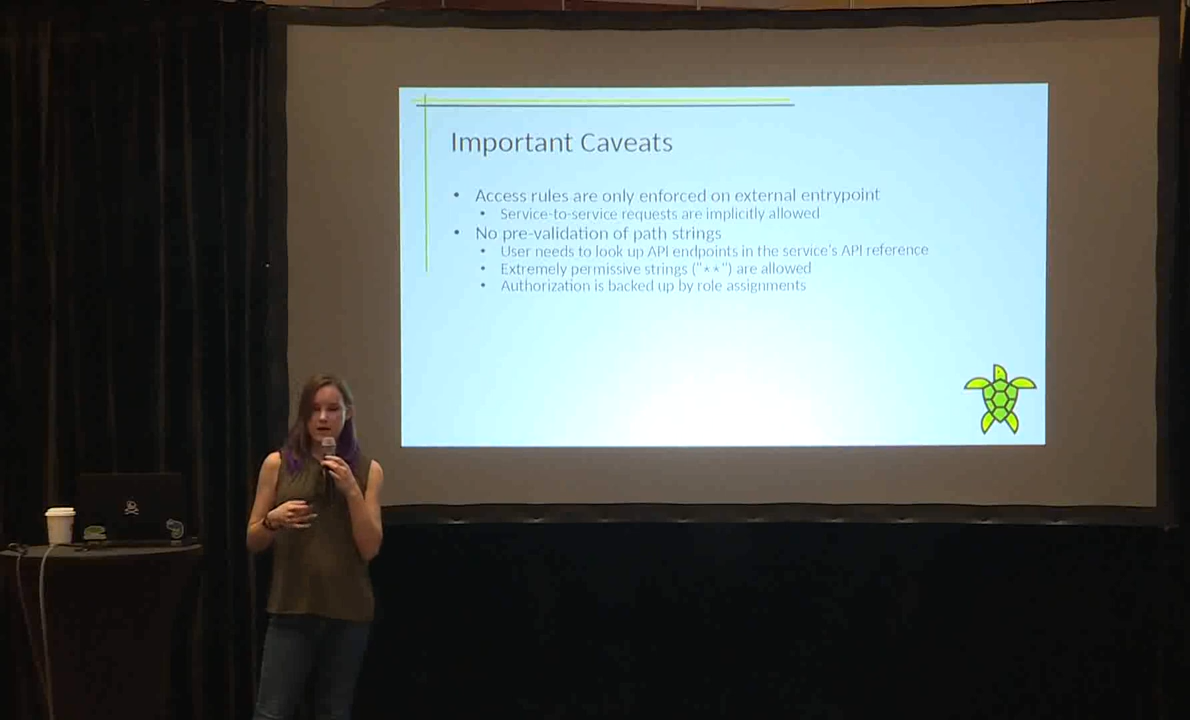 Important Caveats
• Access rules are only enforced on external entrypoint
• Service-to-service requests are implicitly allowed
• No pre-validation of path strings
• User needs to look up API endpoints in the service's API reference
• Extremely permissive strings ("**") are allowed
• Authorization is backed up by role assignments